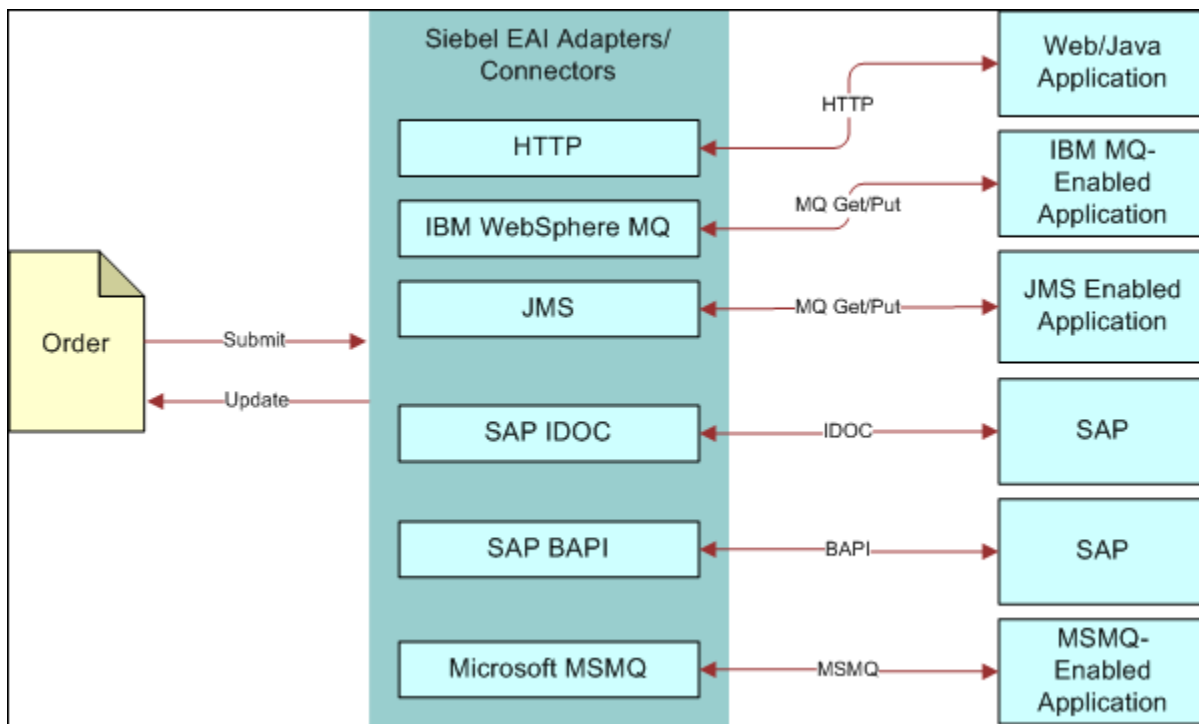 Siebel EAI Adapters/
Connectors
Order
Submit
Update
HTTP
HTTP
Web/Java
Application
IBM WebSphere MQ
MQ Get/Put
IBM MQ-
Enabled
Application
JMS
MQ Get/Put
JMS Enabled
Application
SAP IDOC
IDOC
SAP
SAP BAPI
BAPI
SAP
Microsoft MSMQ
MSMQ
MSMQ-
Enabled
Application